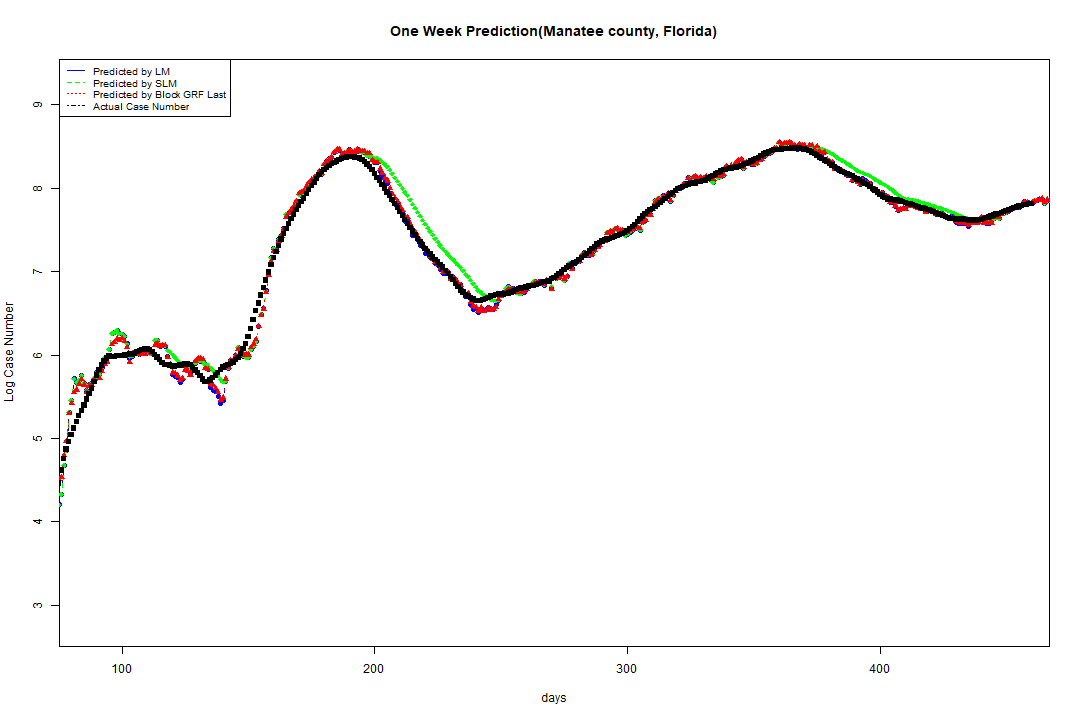 One Week Prediction(Manatee county, Florida)
Predicted by LM
Predicted by SLM
Predicted by Block GRF Last
Actual Case Number
9
8
7
6
5
4
3
Log Case Number
100 200 300 400
days